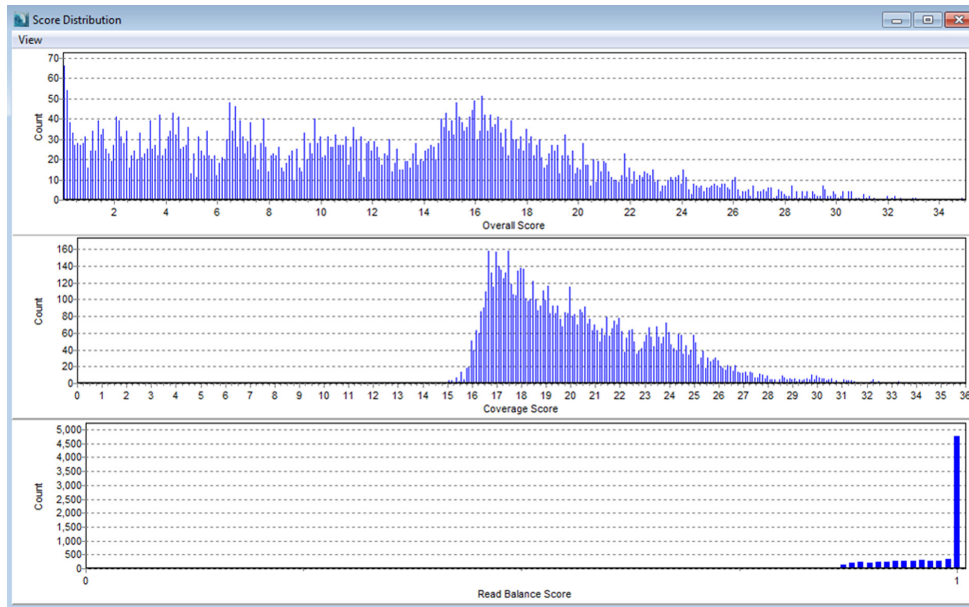 Score Distribution
View
70
60
50
40
30
20
10
0
Count
2 4 6 8 10 12 14 16 18 20 22 24 26 28 30 32 34
Overall Score
160
140
120
100
80
60
40
20
0
Count
0 1 2 3 4 5 6 7 8 9 10 11 12 13 14 15 16 17 18 19 20 21 22 23 24 25 26 27 28 29 30 31 32 33 34 35 36
Coverage Score
5,000
4,500
4,000
3,500
3,000
2,500
2,000
1,500
1,000
500
0
Count
0 1
Read Balance Score